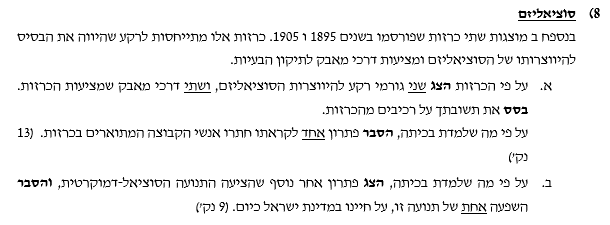 8) סוציאליזם
בנספח ב מוצגות שתי כרזות שפורסמו בשנים 1895 ו 1905. כרזות אלו מתייחסות לרקע שהיווה את הבסיס
להיווצרותו של הסוציאליזם ומציעות דרכי מאבק לתיקון הבעיות.
א. על פי הכרזות הצג שני גורמי רקע להיווצרות הסוציאליזם, ושתי דרכי מאבק שמציעות הכרזות.
בסס את תשובתך על רכיבים מהכרזות.
על פי מה שלמדת בכיתה, הסבר פתרון אחד לקראתו חתרו אנשי הקבוצה המתוארים בכרזות. (13
נק')
ב. על פי מה שלמדת בכיתה, הצג פתרון אחר נוסף שהציעה התנועה הסוציאל-דמוקרטית, והסבר
השפעה אחת של תנועה זו, על חיינו במדינת ישראל כיום. (9 נק')